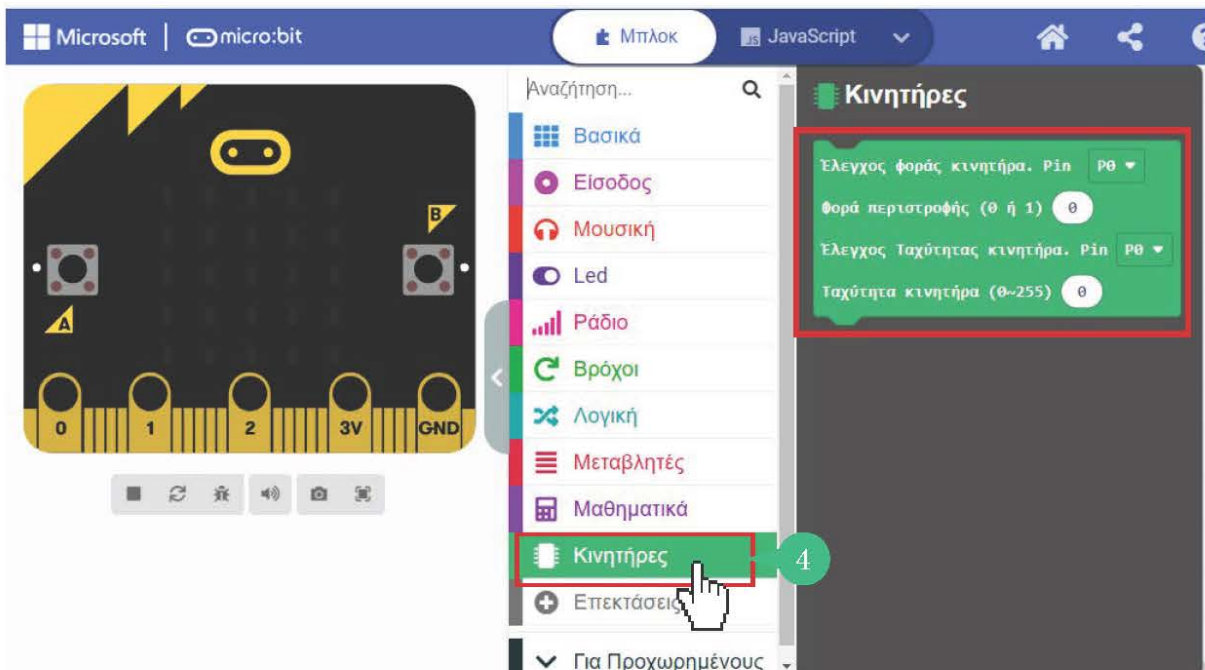 Microsoft | micro:bit
Μπλοκ
JS JavaScript
Αναζήτηση...
Βασικά
Είσοδος
Μουσική
Led
Ράδιο
Βρόχοι
Λογική
Μεταβλητές
Μαθηματικά
Κινητήρες
Επεκτάσεις
Για Προχωρημένους
4
Κινητήρες
Έλεγχος φοράς κινητήρα. Pin P0
Φορά περιστροφής (0 ή 1) 0
Έλεγχος Ταχύτητας κινητήρα. Pin P0
Ταχύτητα κινητήρα (0~255) 0
B
A
0 1 2 3V GND